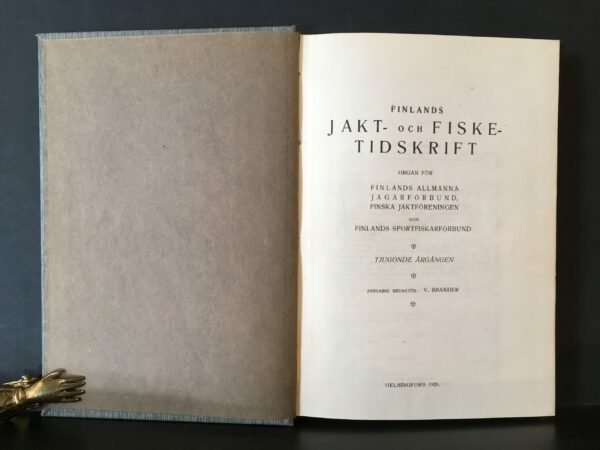 FINLANDS
JAKT- OCH FISKE-
TIDSKRIFT
ORGAN FÖR
FINLANDS ALLMÄNNA
JÄGARFÖRBUND,
FINSKA JAKTFÖRENINGEN
OCH
FINLANDS SPORTFISKARFÖRBUND
TJUGONDE ÅRGÅNGEN
ANSVARIG REDAKTÖR: V. BRANDER
HELSINGFORS 1925.